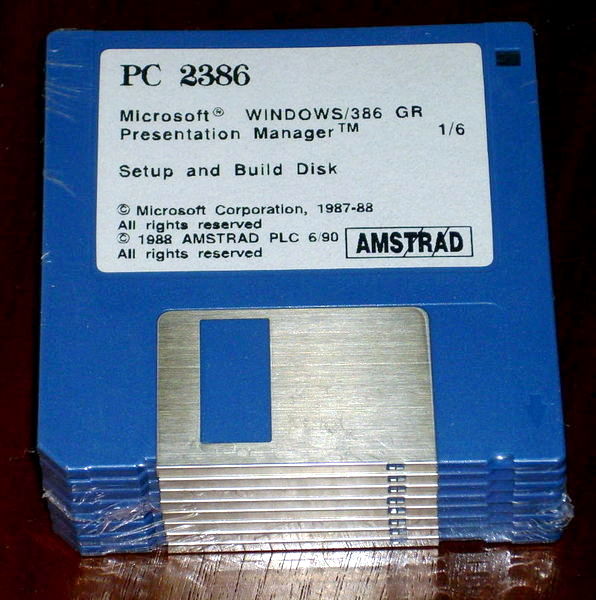 PC 2386
Microsoft® WINDOWS/386 GR
Presentation Manager™ 1/6
Setup and Build Disk
© Microsoft Corporation, 1987-88
All rights reserved
© 1988 AMSTRAD PLC 6/90 AMSTRAD
All rights reserved